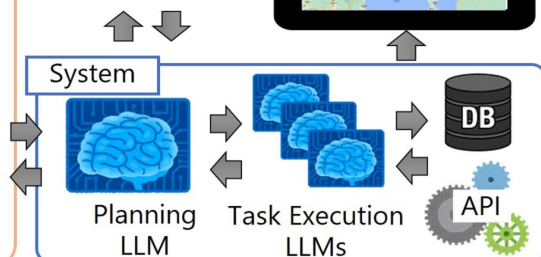 System
DB
API
Planning
LLM
Task Execution
LLMs